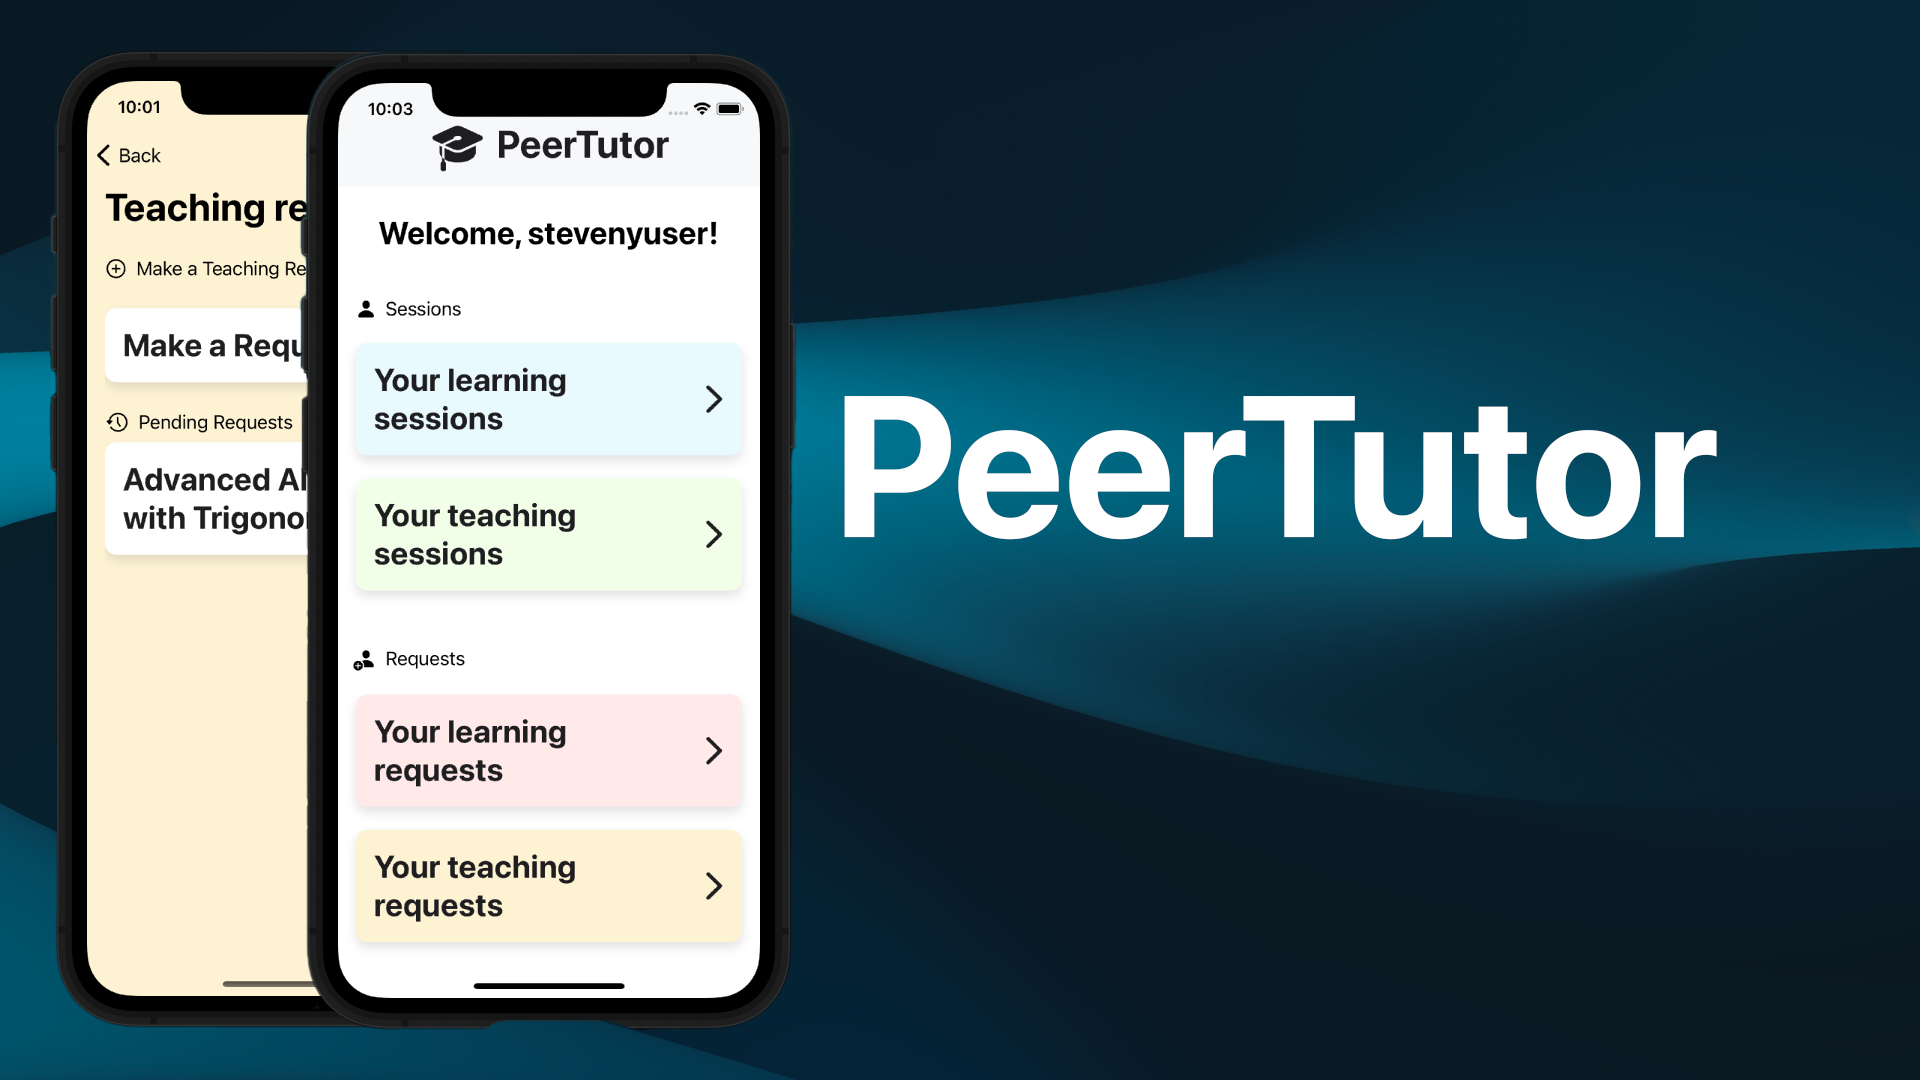 10:01
Back
Teaching re
Make a Teaching Re
Make a Requ
Pending Requests
Advanced Al
with Trigono
10:03
PeerTutor
Welcome, stevenyuser!
Sessions
Your learning
sessions
Your teaching
sessions
Requests
Your learning
requests
Your teaching
requests
PeerTutor